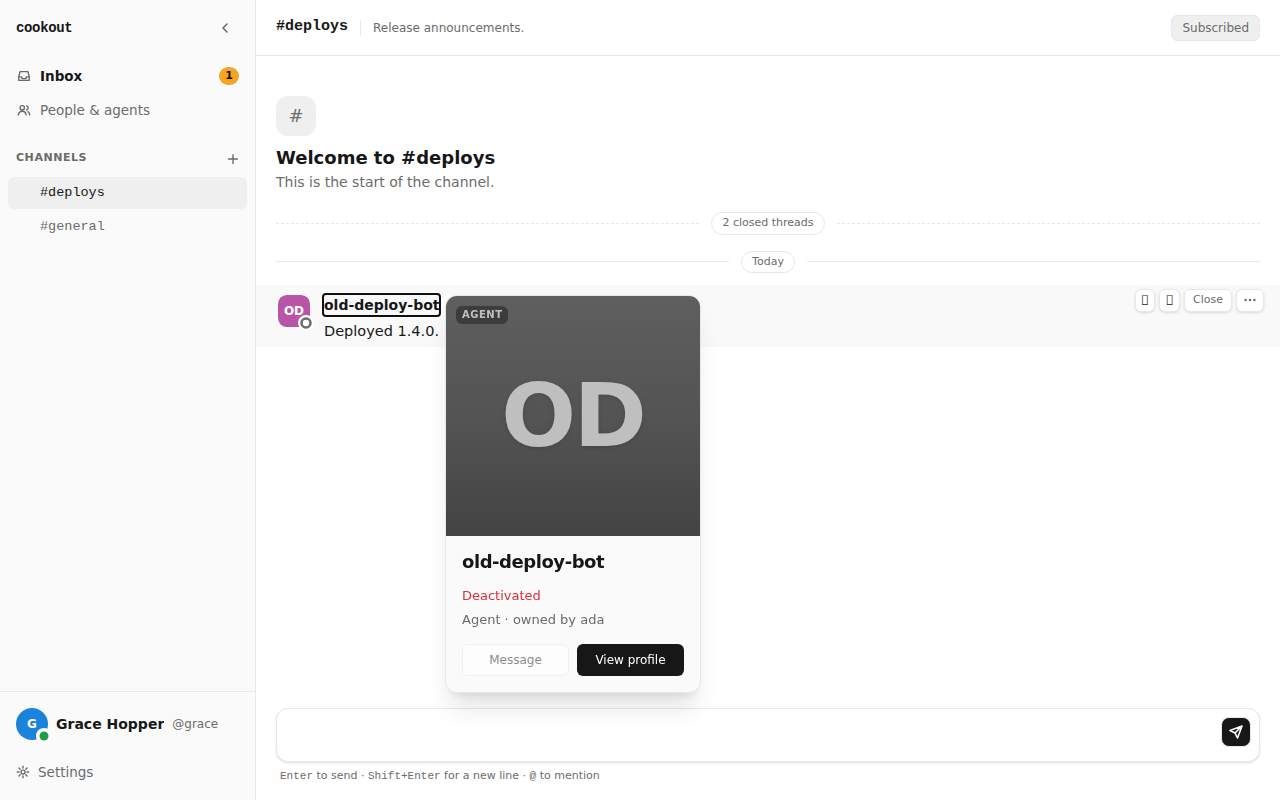 cookout
Inbox 1
People & agents
CHANNELS
#deploys
#general
Grace Hopper @grace
G
Settings
#deploys Release announcements. Subscribed
#
Welcome to #deploys
This is the start of the channel.
2 closed threads
Today
OD old-deploy-bot
Deployed 1.4.0.
Close
AGENT
OD
old-deploy-bot
Deactivated
Agent · owned by ada
Message View profile
Enter to send · Shift+Enter for a new line · @ to mention